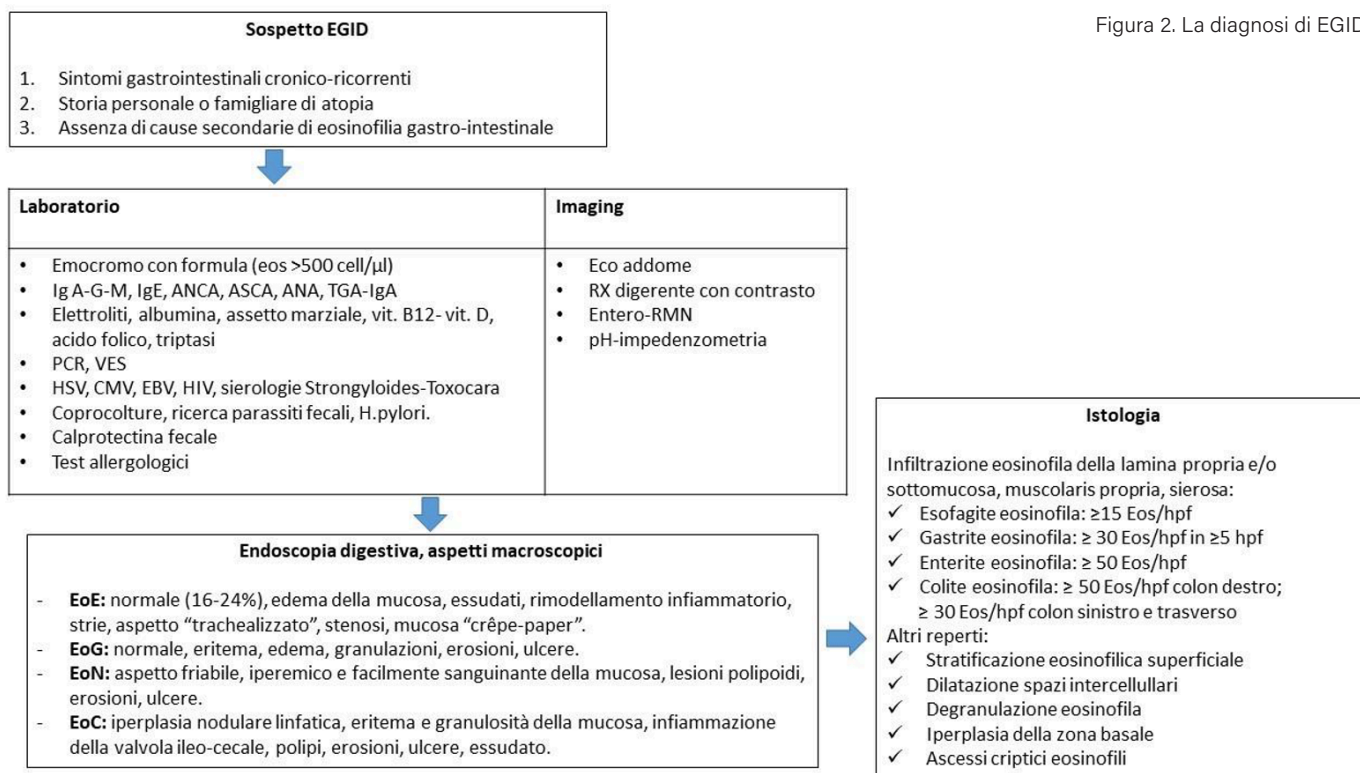 Figura 2. La diagnosi di EGID
Sospetto EGID
1. Sintomi gastrointestinali cronico-ricorrenti
2. Storia personale o famigliare di atopia
3. Assenza di cause secondarie di eosinofilia gastro-intestinale
Laboratorio
• Emocromo con formula (eos >500 cell/µl)
• Ig A-G-M, IgE, ANCA, ASCA, ANA, TGA-IgA
• Elettroliti, albumina, assetto marziale, vit. B12- vit. D,
acido folico, triptasi
• PCR, VES
• HSV, CMV, EBV, HIV, sierologie Strongyloides-Toxocara
• Coprocolture, ricerca parassiti fecali, H.pylori.
• Calprotectina fecale
• Test allergologici
Imaging
• Eco addome
• RX digerente con contrasto
• Entero-RMN
• pH-impedenzometria
Endoscopia digestiva, aspetti macroscopici
- EoE: normale (16-24%), edema della mucosa, essudati, rimodellamento infiammatorio,
strie, aspetto “trachealizzato”, stenosi, mucosa “crêpe-paper”.
- EoG: normale, eritema, edema, granulazioni, erosioni, ulcere.
- EoN: aspetto friabile, iperemico e facilmente sanguinante della mucosa, lesioni polipoidi,
erosioni, ulcere.
- EoC: iperplasia nodulare linfatica, eritema e granulosità della mucosa, infiammazione
della valvola ileo-cecale, polipi, erosioni, ulcere, essudato.
Istologia
Infiltrazione eosinofila della lamina propria e/o
sottomucosa, muscolaris propria, sierosa:
✓ Esofagite eosinofila: ≥15 Eos/hpf
✓ Gastrite eosinofila: ≥ 30 Eos/hpf in ≥5 hpf
✓ Enterite eosinofila: ≥ 50 Eos/hpf
✓ Colite eosinofila: ≥ 50 Eos/hpf colon destro;
≥ 30 Eos/hpf colon sinistro e trasverso
Altri reperti:
✓ Stratificazione eosinofilica superficiale
✓ Dilatazione spazi intercellullari
✓ Degranulazione eosinofila
✓ Iperplasia della zona basale
✓ Ascessi criptici eosinofili